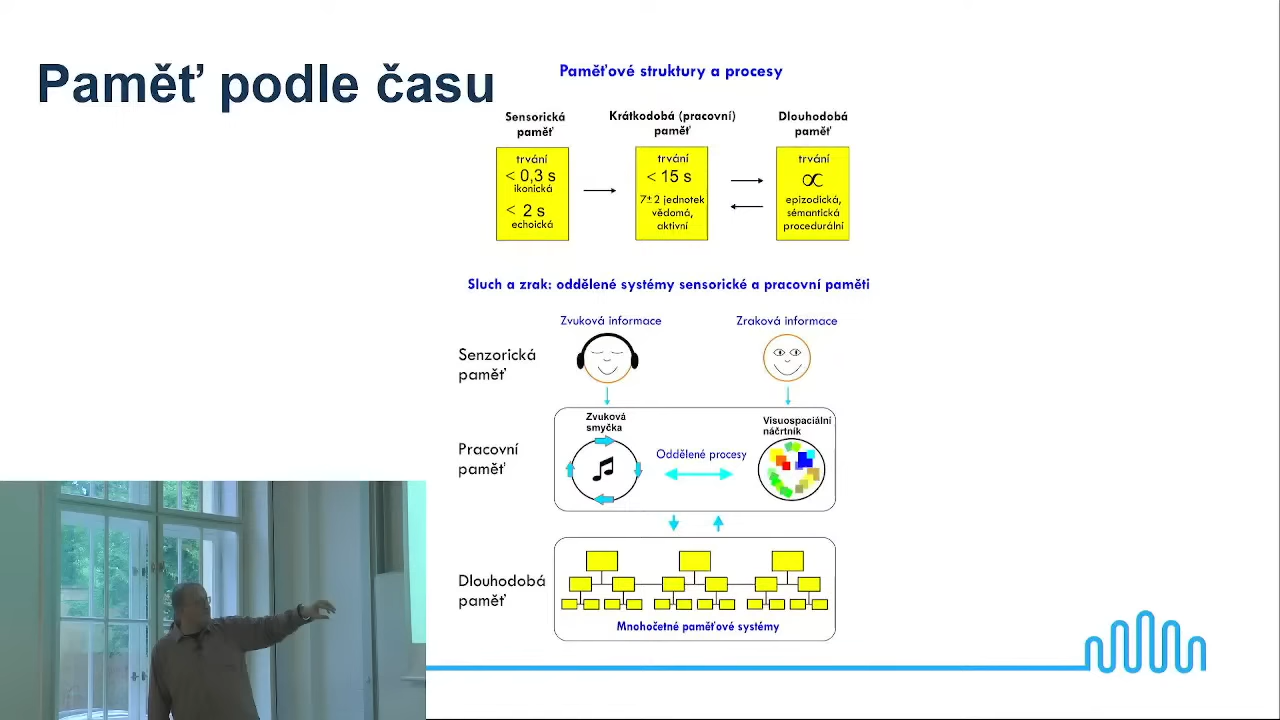 Paměť podle času
Paměťové struktury a procesy
Sensorická
paměť
Krátkodobá (pracovní)
paměť
Dlouhodobá
paměť
trvání
< 0,3 s
ikonická
< 2 s
echoická
trvání
< 15 s
7± 2 jednotek
vědomá,
aktivní
trvání
∝
epizodická,
sémantická
procedurální
Sluch a zrak: oddělené systémy sensorické a pracovní paměti
Zvuková informace
Zraková informace
Senzorická
paměť
Pracovní
paměť
Zvuková
smyčka
Oddělené procesy
Visuospaciální
náčrtník
Dlouhodobá
paměť
Mnohočetné paměťové systémy